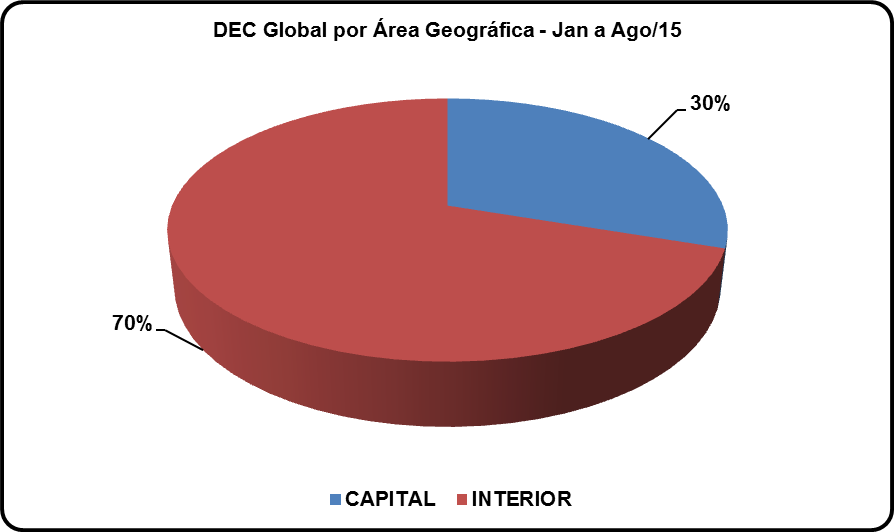 DEC Global por Área Geográfica - Jan a Ago/15
30%
70%
CAPITAL INTERIOR